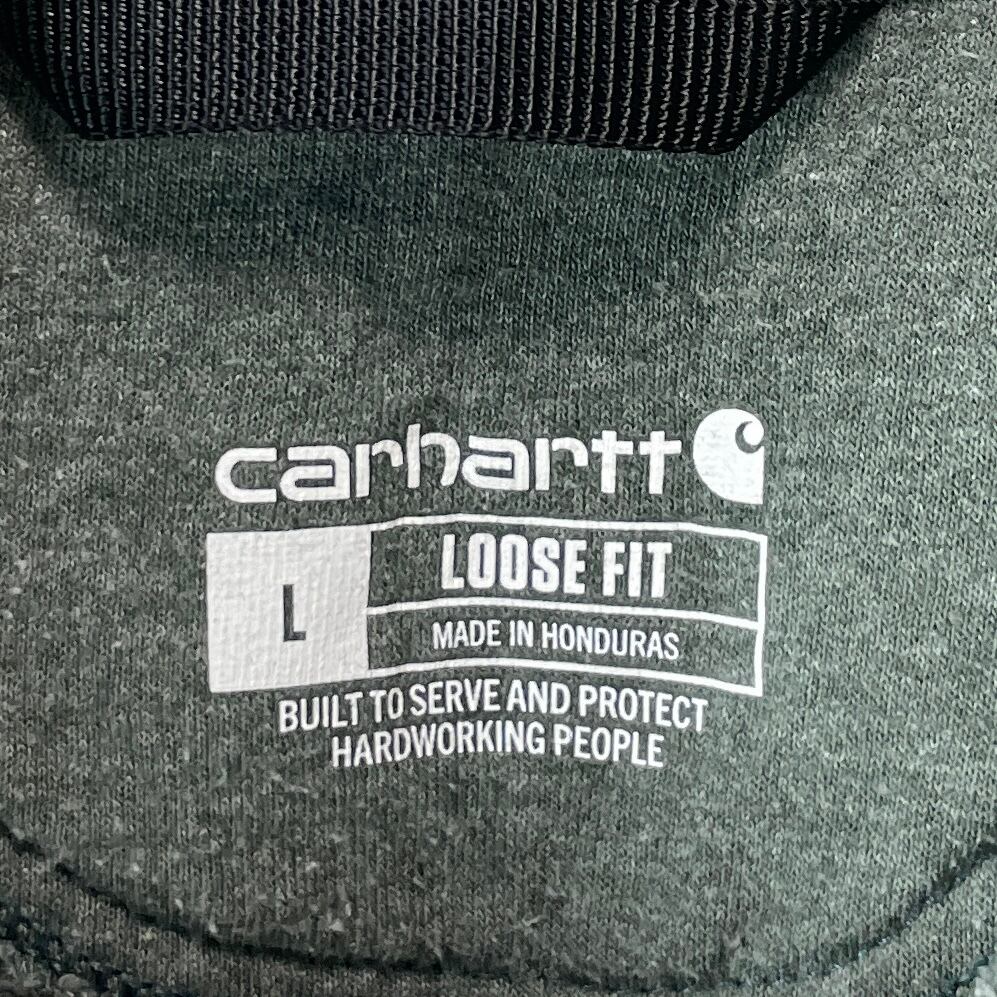 carhartt
L
LOOSE FIT
MADE IN HONDURAS
BUILT TO SERVE AND PROTECT
HARDWORKING PEOPLE